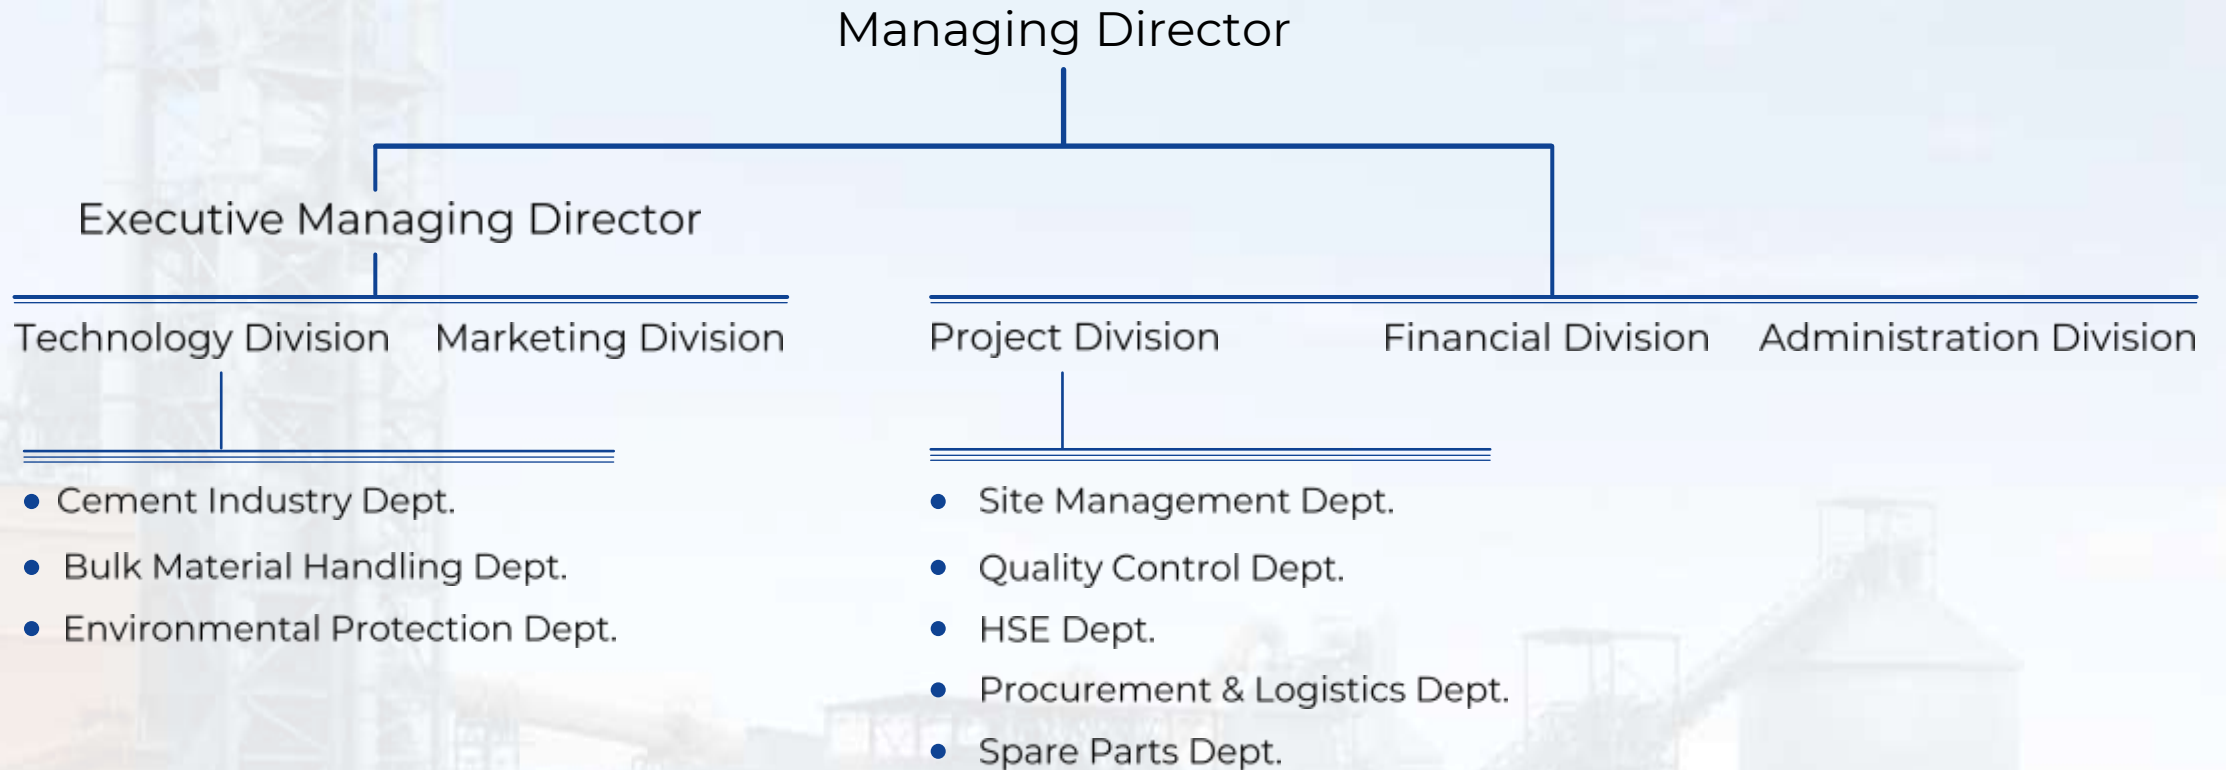 Managing Director
Executive Managing Director
Technology Division Marketing Division Project Division Financial Division Administration Division
Cement Industry Dept.
Bulk Material Handling Dept.
Environmental Protection Dept.
Site Management Dept.
Quality Control Dept.
HSE Dept.
Procurement & Logistics Dept.
Spare Parts Dept.